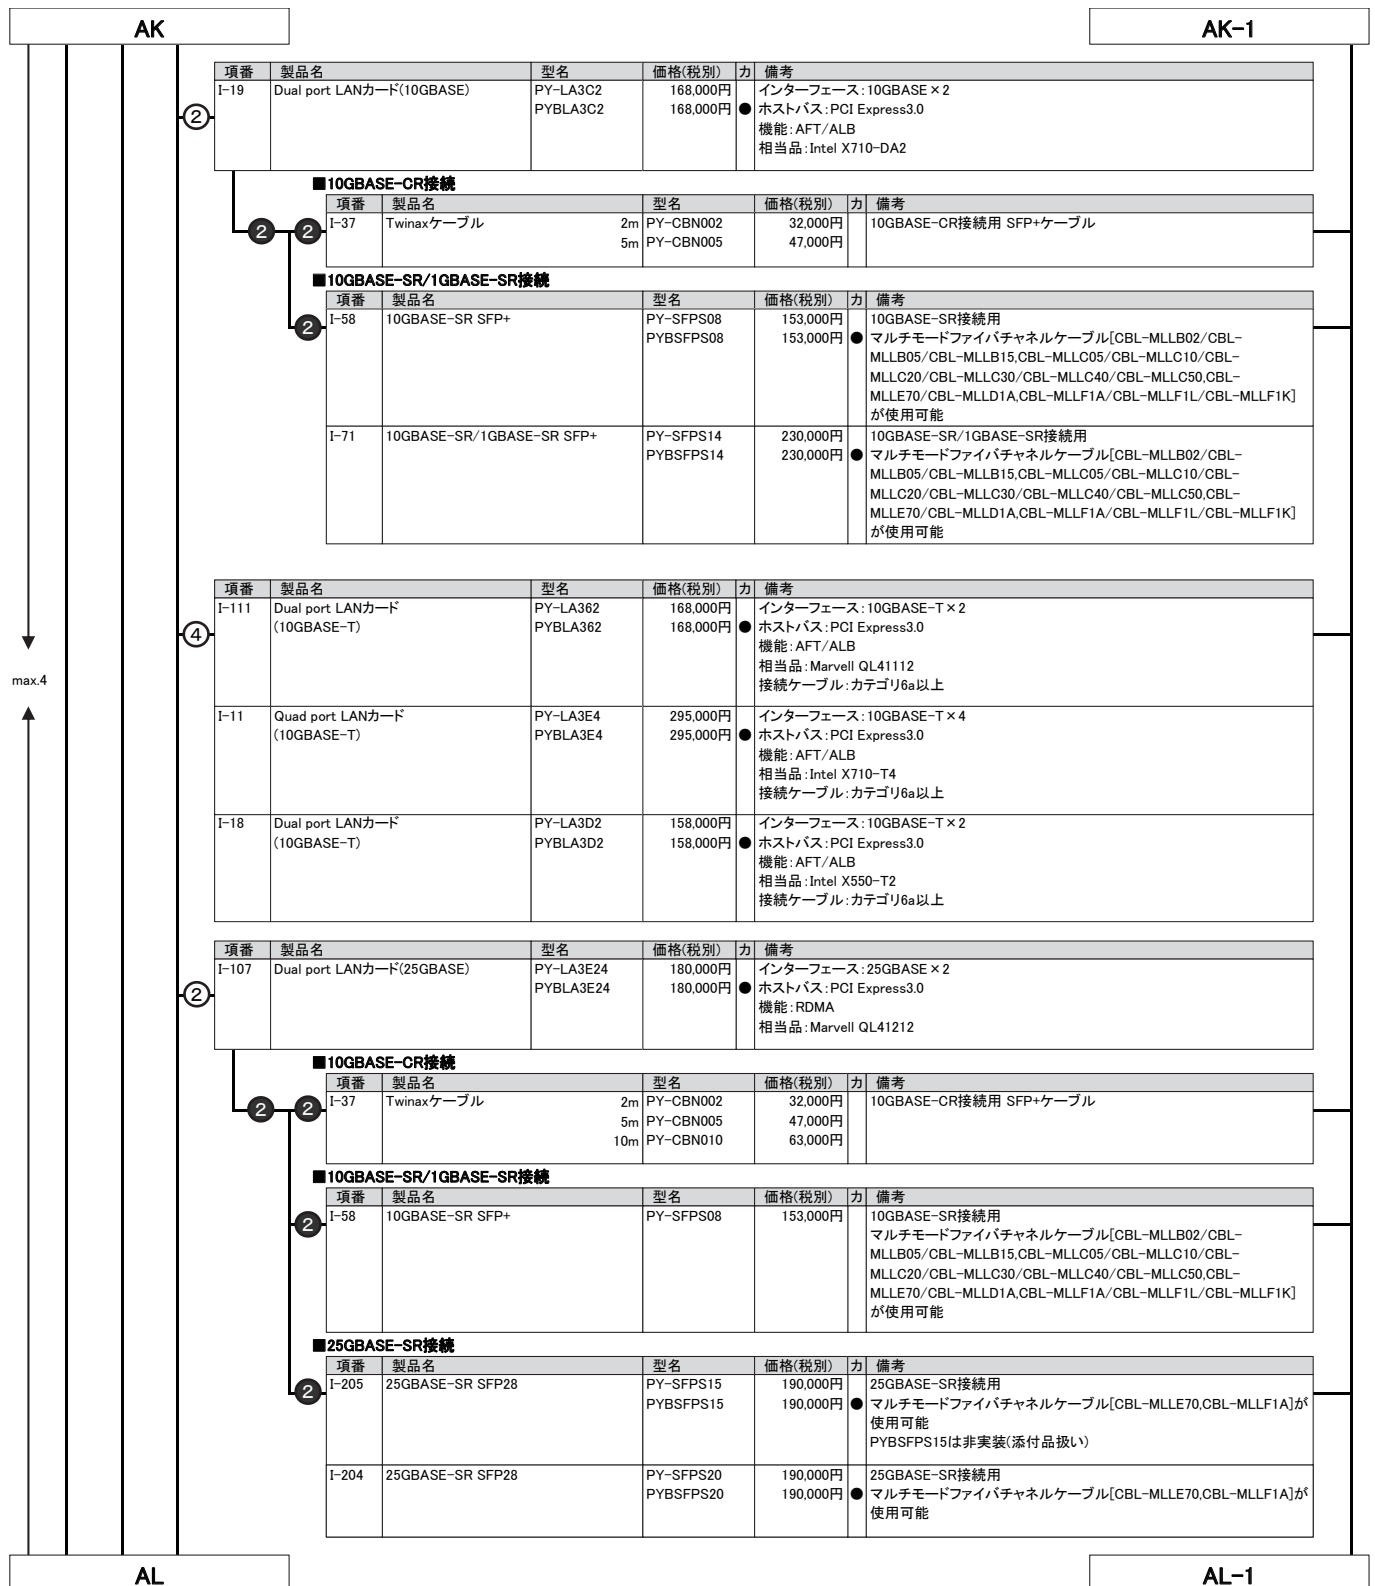 AK
AK-1
項番 製品名 型名 価格(税別) カ 備考
I-19 Dual port LANカード(10GBASE) PY-LA3C2 168,000円 インターフェース:10GBASE×2
② PYBLA3C2 168,000円 ● ホストバス:PCI Express3.0
機能:AFT/ALB
相当品:Intel X710-DA2
■10GBASE-CR接続
項番 製品名 型名 価格(税別) カ 備考
2 2 I-37 Twinaxケーブル 2m PY-CBN002 32,000円 10GBASE-CR接続用 SFP+ケーブル
5m PY-CBN005 47,000円
■10GBASE-SR/1GBASE-SR接続
項番 製品名 型名 価格(税別) カ 備考
2 I-58 10GBASE-SR SFP+ PY-SFPS08 153,000円 10GBASE-SR接続用
PYBSFPS08 153,000円 ● マルチモードファイバチャネルケーブル[CBL-MLLB02/CBL-
MLLB05/CBL-MLLB15,CBL-MLLC05/CBL-MLLC10/CBL-
MLLC20/CBL-MLLC30/CBL-MLLC40/CBL-MLLC50,CBL-
MLLE70/CBL-MLLD1A,CBL-MLLF1A/CBL-MLLF1L/CBL-MLLF1K]
が使用可能
I-71 10GBASE-SR/1GBASE-SR SFP+ PY-SFPS14 230,000円 10GBASE-SR/1GBASE-SR接続用
PYBSFPS14 230,000円 ● マルチモードファイバチャネルケーブル[CBL-MLLB02/CBL-
MLLB05/CBL-MLLB15,CBL-MLLC05/CBL-MLLC10/CBL-
MLLC20/CBL-MLLC30/CBL-MLLC40/CBL-MLLC50,CBL-
MLLE70/CBL-MLLD1A,CBL-MLLF1A/CBL-MLLF1L/CBL-MLLF1K]
が使用可能
項番 製品名 型名 価格(税別) カ 備考
I-111 Dual port LANカード PY-LA362 168,000円 インターフェース:10GBASE-T×2
④ (10GBASE-T) PYBLA362 168,000円 ● ホストバス:PCI Express3.0
機能:AFT/ALB
相当品:Marvell QL41112
max.4
接続ケーブル:カテゴリ6a以上
I-11 Quad port LANカード PY-LA3E4 295,000円 インターフェース:10GBASE-T×4
(10GBASE-T) PYBLA3E4 295,000円 ● ホストバス:PCI Express3.0
機能:AFT/ALB
相当品:Intel X710-T4
接続ケーブル:カテゴリ6a以上
I-18 Dual port LANカード PY-LA3D2 158,000円 インターフェース:10GBASE-T×2
(10GBASE-T) PYBLA3D2 158,000円 ● ホストバス:PCI Express3.0
機能:AFT/ALB
相当品:Intel X550-T2
接続ケーブル:カテゴリ6a以上
項番 製品名 型名 価格(税別) カ 備考
I-107 Dual port LANカード(25GBASE) PY-LA3E24 180,000円 インターフェース:25GBASE×2
② PYBLA3E24 180,000円 ● ホストバス:PCI Express3.0
機能:RDMA
相当品:Marvell QL41212
■10GBASE-CR接続
項番 製品名 型名 価格(税別) カ 備考
2 2 I-37 Twinaxケーブル 2m PY-CBN002 32,000円 10GBASE-CR接続用 SFP+ケーブル
5m PY-CBN005 47,000円
10m PY-CBN010 63,000円
■10GBASE-SR/1GBASE-SR接続
項番 製品名 型名 価格(税別) カ 備考
2 I-58 10GBASE-SR SFP+ PY-SFPS08 153,000円 10GBASE-SR接続用
マルチモードファイバチャネルケーブル[CBL-MLLB02/CBL-
MLLB05/CBL-MLLB15,CBL-MLLC05/CBL-MLLC10/CBL-
MLLC20/CBL-MLLC30/CBL-MLLC40/CBL-MLLC50,CBL-
MLLE70/CBL-MLLD1A,CBL-MLLF1A/CBL-MLLF1L/CBL-MLLF1K]
が使用可能
■25GBASE-SR接続
項番 製品名 型名 価格(税別) カ 備考
2 I-205 25GBASE-SR SFP28 PY-SFPS15 190,000円 25GBASE-SR接続用
PYBSFPS15 190,000円 ● マルチモードファイバチャネルケーブル[CBL-MLLE70,CBL-MLLF1A]が
使用可能
PYBSFPS15は非実装(添付品扱い)
I-204 25GBASE-SR SFP28 PY-SFPS20 190,000円 25GBASE-SR接続用
PYBSFPS20 190,000円 ● マルチモードファイバチャネルケーブル[CBL-MLLE70,CBL-MLLF1A]が
使用可能
AL
AL-1